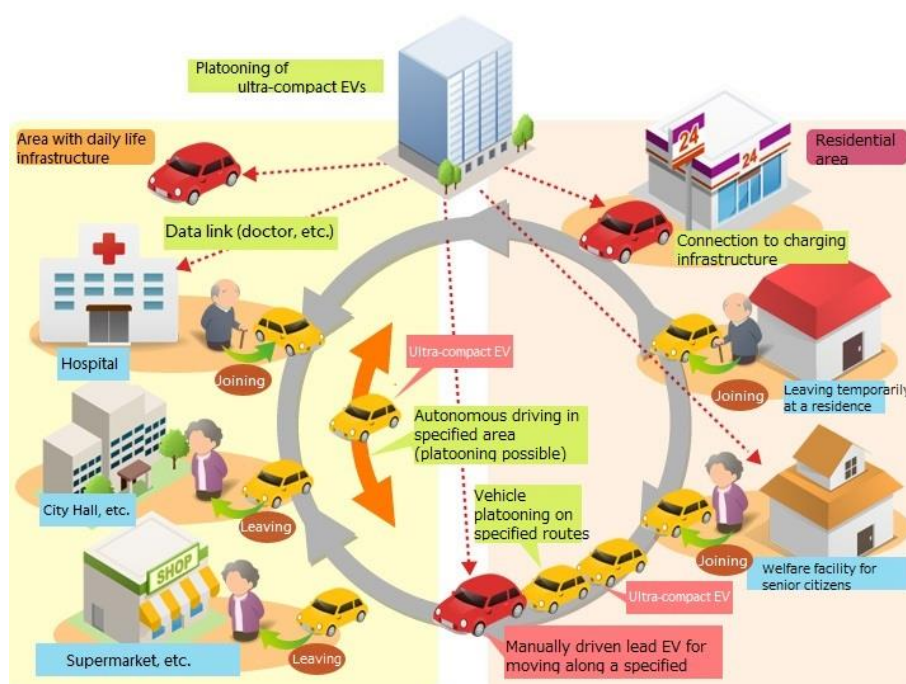 Platooning of
ultra-compact EVs
Area with daily life
infrastructure
24
24
Residential
area
Data link (doctor, etc.)
Connection to charging
infrastructure
Hospital
Joining
Ultra-compact EV
Joining
Leaving temporarily
at a residence
Autonomous driving in
specified area
(platooning possible)
City Hall, etc.
Leaving
Vehicle
platooning on
specified routes
Joining
Welfare facility for
senior citizens
SHOP
Ultra-compact EV
Supermarket, etc.
Leaving
Manually driven lead EV for
moving along a specified